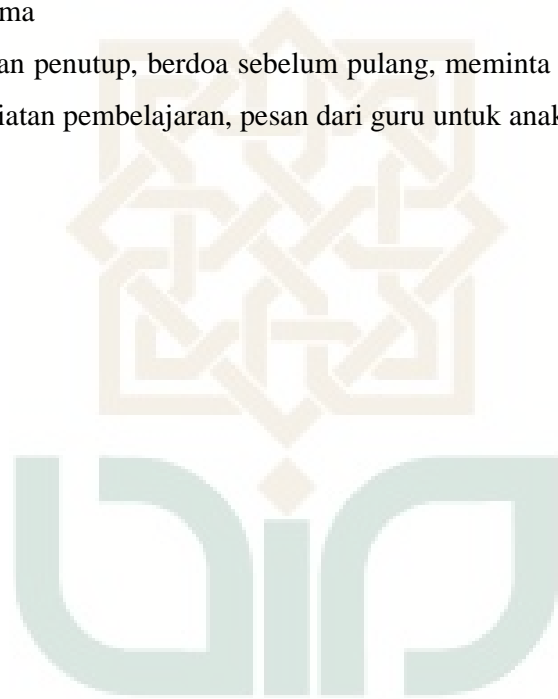 ma
an penutup, berdoa sebelum pulang, meminta
iatan pembelajaran, pesan dari guru untuk anak